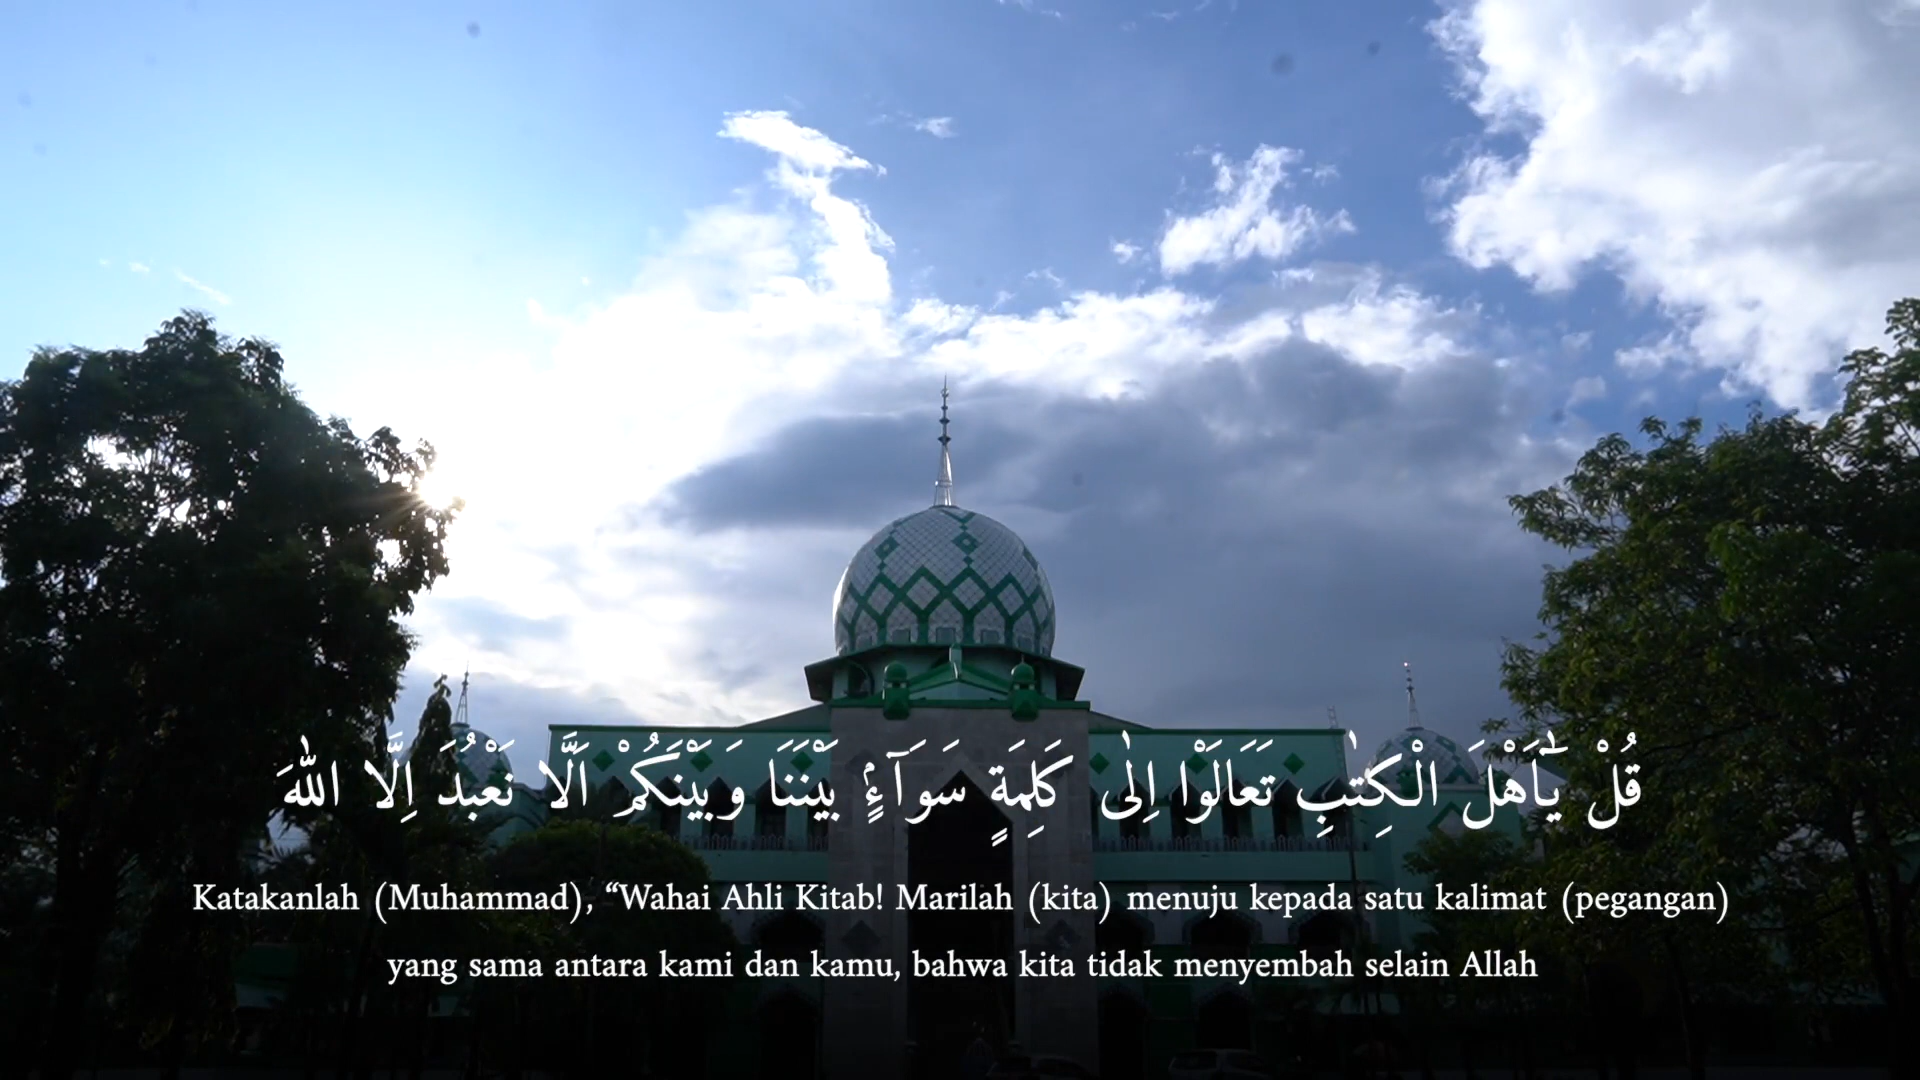 قُلْ يٰٓاَهْلَ الْكِتٰبِ تَعَالَوْا اِلٰى كَلِمَةٍ سَوَاۤءٍۢ بَيْنَنَا وَبَيْنَكُمْ اَلَّا نَعْبُدَ اِلَّا اللّٰهَ
Katakanlah (Muhammad), “Wahai Ahli Kitab! Marilah (kita) menuju kepada satu kalimat (pegangan)
yang sama antara kami dan kamu, bahwa kita tidak menyembah selain Allah